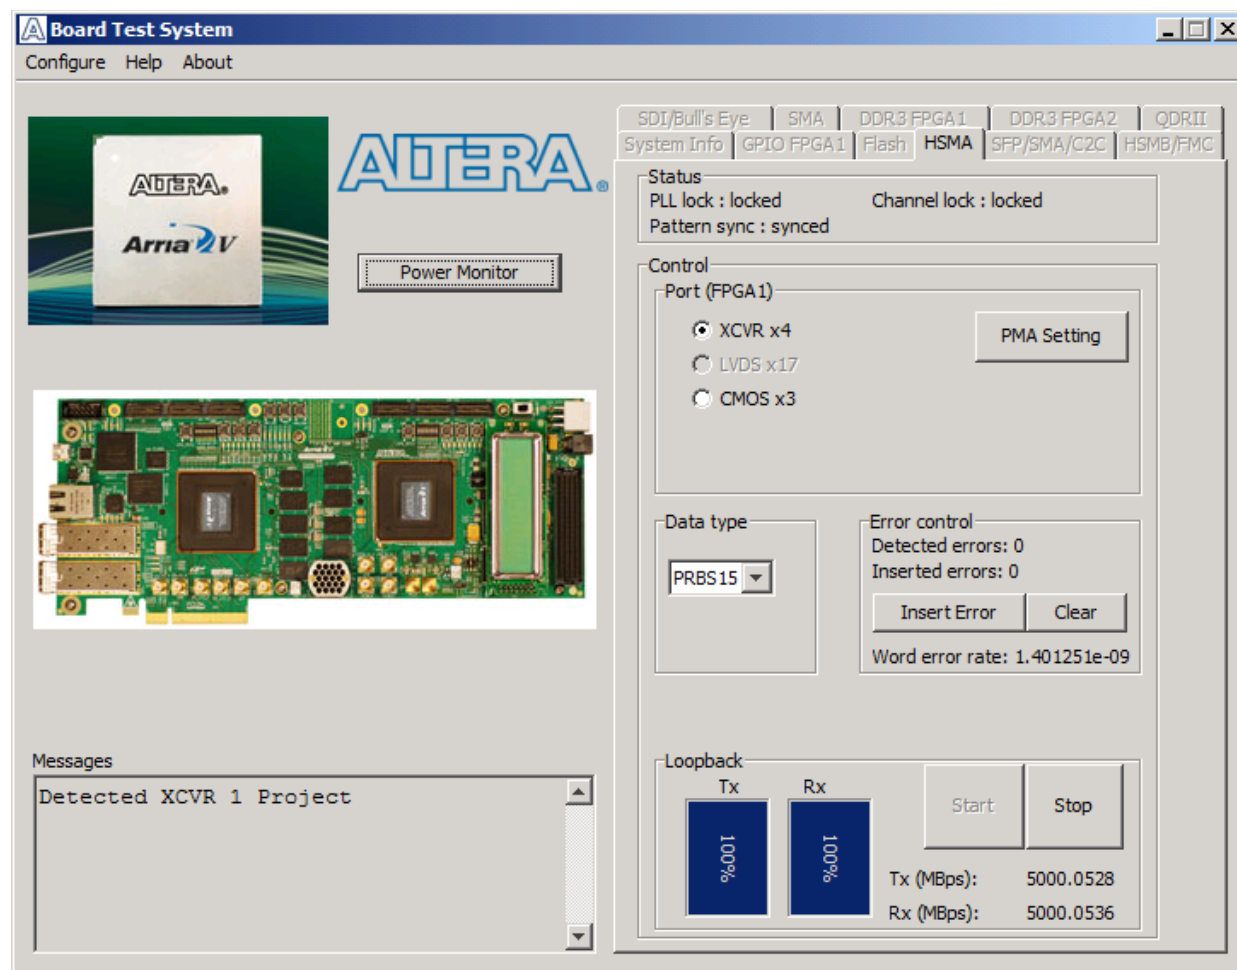 Board Test System
Configure Help About
ALTERA®
Arria V
ALTERA®
Power Monitor
Messages
Detected XCVR 1 Project
SDI/Bull's Eye SMA DDR3 FPGA1 DDR3 FPGA2 QDRII
System Info GPIO FPGA1 Flash HSMA SFP/SMA/C2C HSMB/FMC
Status
PLL lock : locked Channel lock : locked
Pattern sync : synced
Control
Port (FPGA1)
XCVR x4
PMA Setting
LVDS x17
CMOS x3
Data type
PRBS15
Error control
Detected errors: 0
Inserted errors: 0
Insert Error Clear
Word error rate: 1.401251e-09
Loopback
Tx Rx
100% 100%
Start Stop
Tx (MBps): 5000.0528
Rx (MBps): 5000.0536